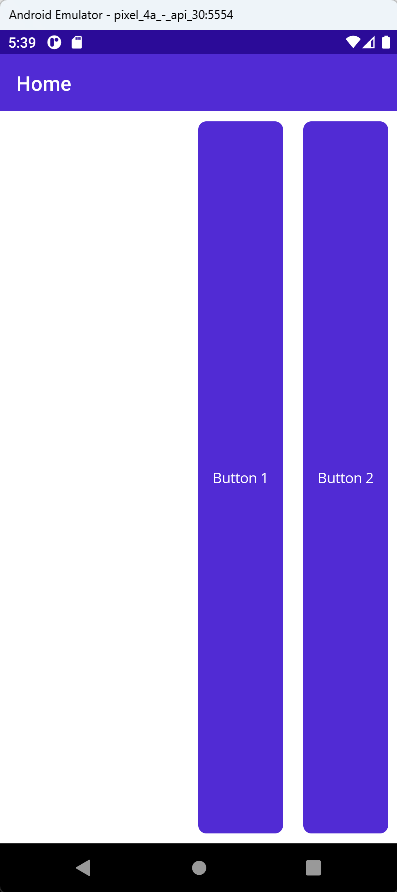 Android Emulator - pixel_4a_-_api_30:5554
5:39
Home
Button 1
Button 2